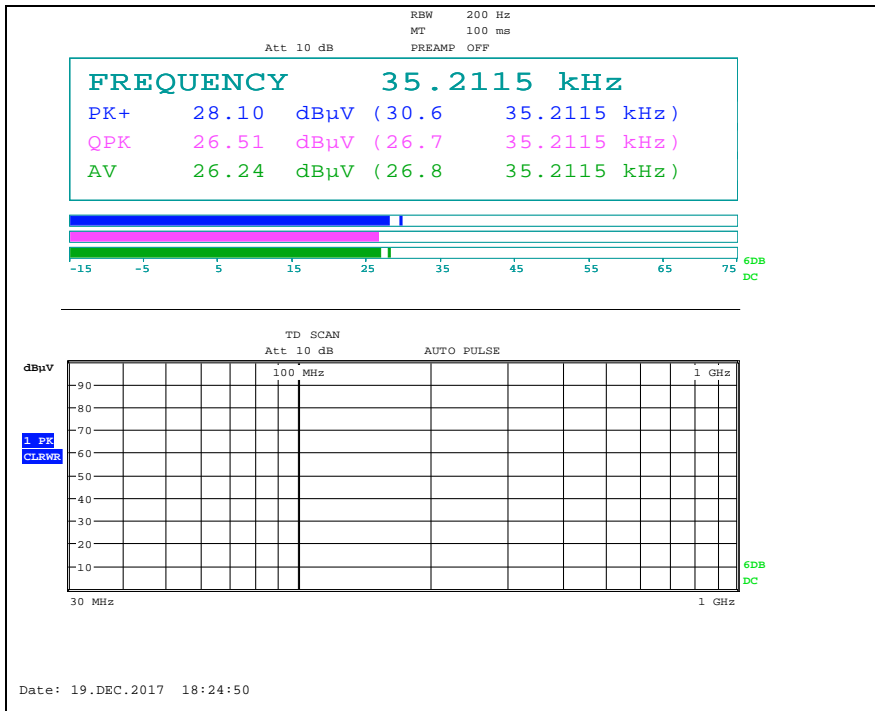 RBW 200 Hz
MT 100 ms
Att 10 dB PREAMP OFF
FREQUENCY 35.2115 kHz
PK+ 28.10 dBµV (30.6 35.2115 kHz)
QPK 26.51 dBµV (26.7 35.2115 kHz)
AV 26.24 dBµV (26.8 35.2115 kHz)
-15 -5 5 15 25 35 45 55 65 75
6DB
DC
TD SCAN
Att 10 dB AUTO PULSE
dBµV
100 MHz 1 GHz
90
80
70
1 PK
60
CLRWR
50
40
30
20
10
6DB
DC
30 MHz 1 GHz
Date: 19.DEC.2017 18:24:50